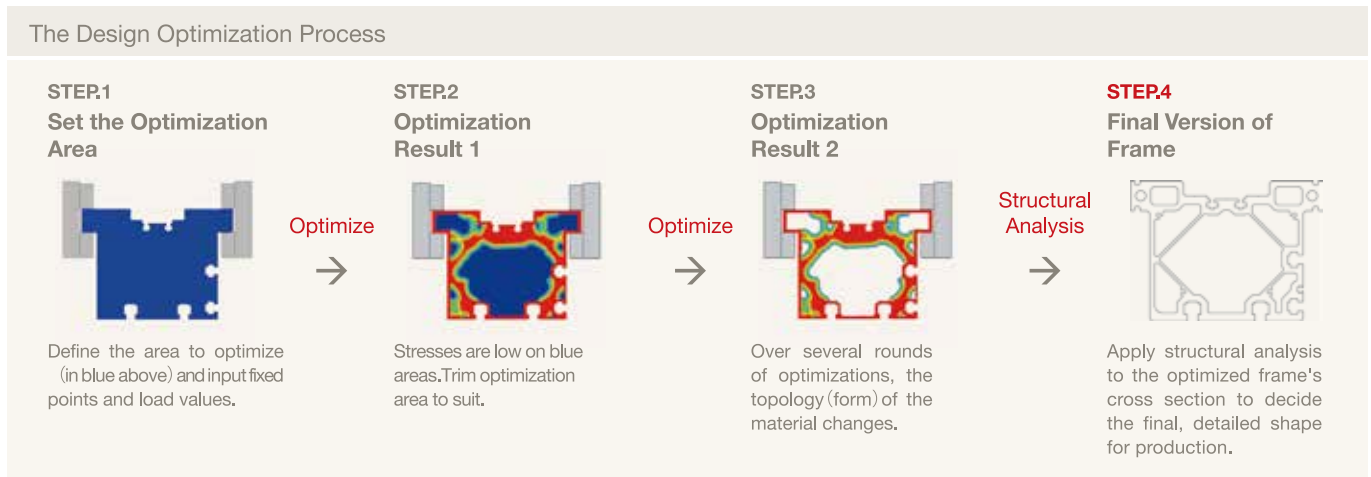 The Design Optimization Process
STEP.1
Set the Optimization
Area
Define the area to optimize
(in blue above) and input fixed
points and load values.
Optimize
STEP.2
Optimization
Result 1
Stresses are low on blue
areas.Trim optimization
area to suit.
Optimize
STEP.3
Optimization
Result 2
Over several rounds
of optimizations, the
topology (form) of the
material changes.
Structural
Analysis
STEP.4
Final Version of
Frame
Apply structural analysis
to the optimized frame's
cross section to decide
the final, detailed shape
for production.